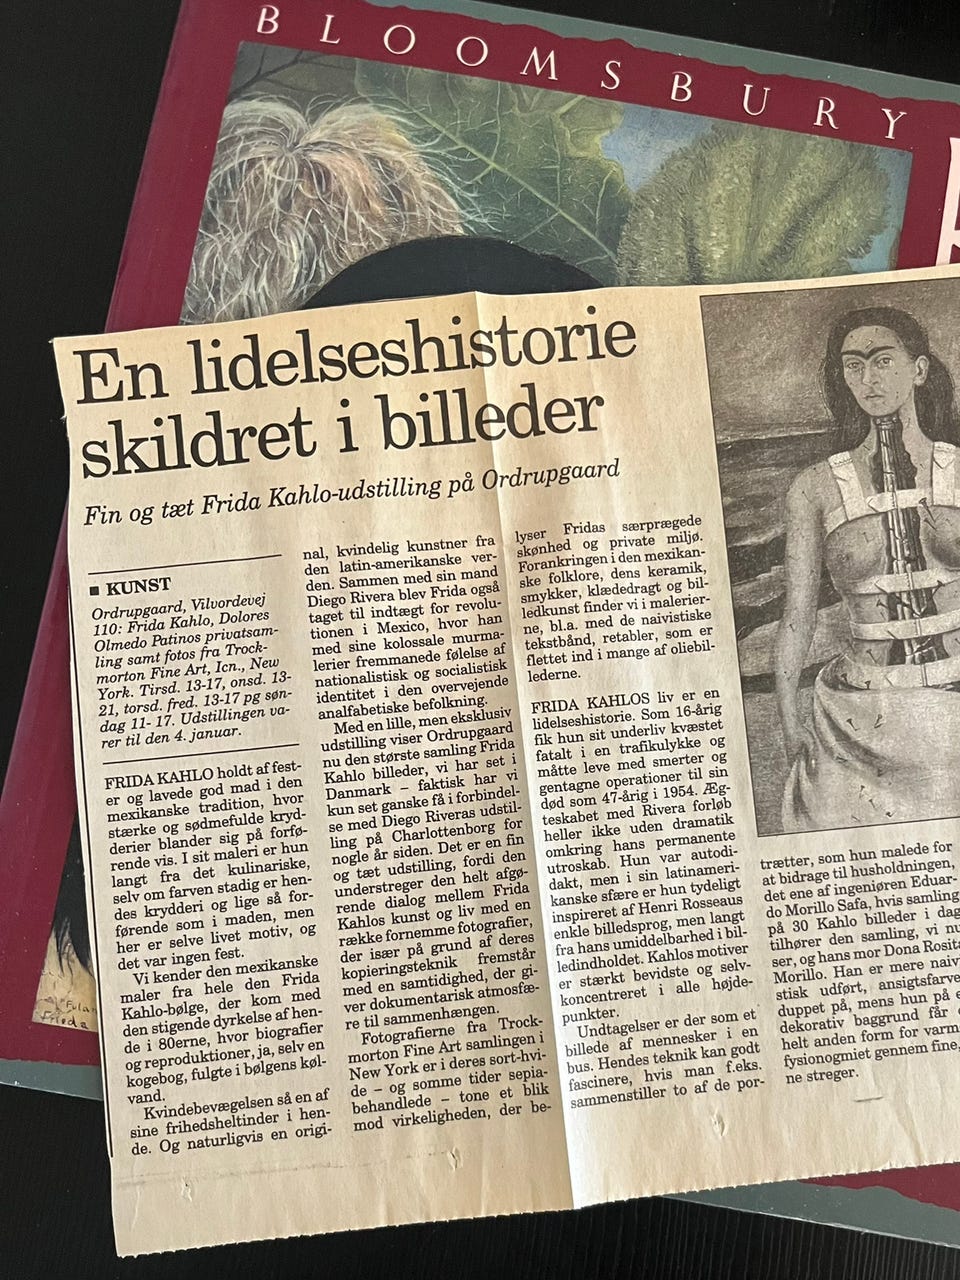 BLOOMSBURY
En lidelseshistorie
skildret i billeder
Fin og tæt Frida Kahlo-udstilling på Ordrupgaard
■ KUNST
Ordrupgaard, Vilvordevej
110: Frida Kahlo, Dolores
Olmedo Patinos privatsam-
ling samt fotos fra Trock-
morton Fine Art, Icn., New
York. Tirsd. 13-17, onsd. 13-
21, torsd. fred. 13-17 pg søn-
dag 11- 17. Udstillingen va-
rer til den 4. januar.
FRIDA KAHLO holdt af fest-
er og lavede god mad i den
mexikanske tradition, hvor
stærke og sødmefulde kryd-
derier blander sig på forfø-
rende vis. I sit maleri er hun
langt fra det kulinariske,
selv om farven stadig er hen-
des krydderi og lige så for-
førende som i maden, men
her er selve livet motiv, og
det var ingen fest.
Vi kender den mexikanske
maler fra hele den Frida
Kahlo-bølge, der kom med
den stigende dyrkelse af hen-
de i 80erne, hvor biografier
og reproduktioner, ja, selv en
kogebog, fulgte i bølgens køl-
vand.
Kvindebevægelsen så en af
sine frihedsheltinder i hen-
de. Og naturligvis en origi-
nal, kvindelig kunstner fra
den latin-amerikanske ver-
den. Sammen med sin mand
Diego Rivera blev Frida også
taget til indtægt for revolu-
tionen i Mexico, hvor han
med sine kolossale murma-
lerier fremmanede følelse af
nationalistisk og socialistisk
identitet i den overvejende
analfabetiske befolkning.
Med en lille, men eksklusiv
udstilling viser Ordrupgaard
nu den største samling Frida
Kahlo billeder, vi har set i
Danmark – faktisk har vi
kun set ganske få i forbindel-
se med Diego Riveras udstil-
ling på Charlottenborg for
nogle år siden. Det er en fin
og tæt udstilling, fordi den
understreger den helt afgø-
rende dialog mellem Frida
Kahlos kunst og liv med en
række fornemme fotografier,
der især på grund af deres
kopieringsteknik fremstår
med en samtidighed, der gi-
ver dokumentarisk atmosfæ-
re til sammenhængen.
Fotografierne fra Trock-
morton Fine Art samlingen i
New York er i deres sort-hvi-
de – og somme tider sepia-
behandlede – tone et blik
mod virkeligheden, der be-
lyser Fridas særprægede
skønhed og private miljø.
Forankringen i den mexikan-
ske folklore, dens keramik,
smykker, klædedragt og bil-
ledkunst finder vi i malerier-
ne, bl.a. med de naivistiske
tekstbånd, retabler, som er
flettet ind i mange af oliebil-
lederne.
FRIDA KAHLOS liv er en
lidelseshistorie. Som 16-årig
fik hun sit underliv kvæstet
fatalt i en trafikulykke og
måtte leve med smerter og
gentagne operationer til sin
død som 47-årig i 1954. Æg-
teskabet med Rivera forløb
heller ikke uden dramatik
omkring hans permanente
utroskab. Hun var autodi-
dakt, men i sin latinameri-
kanske sfære er hun tydeligt
inspireret af Henri Rosseaus
enkle billedsprog, men langt
fra hans umiddelbarhed i bil-
ledindholdet. Kahlos motiver
er stærkt bevidste og selv-
koncentreret i alle højde-
punkter.
Undtagelser er der som et
billede af mennesker i en
bus. Hendes teknik kan godt
fascinere, hvis man f.eks.
sammenstiller to af de por-
trætter, som hun malede for
at bidrage til husholdningen,
det ene af ingeniøren Eduar-
do Morillo Safa, hvis samling
på 30 Kahlo billeder i dag
tilhører den samling, vi nu
ser, og hans mor Dona Rosita
Morillo. Han er mere naivi-
stisk udført, ansigtsfarven
duppet på, mens hun på e
dekorativ baggrund får e
helt anden form for varm
fysionogmiet gennem fine,
ne streger.
Frieda